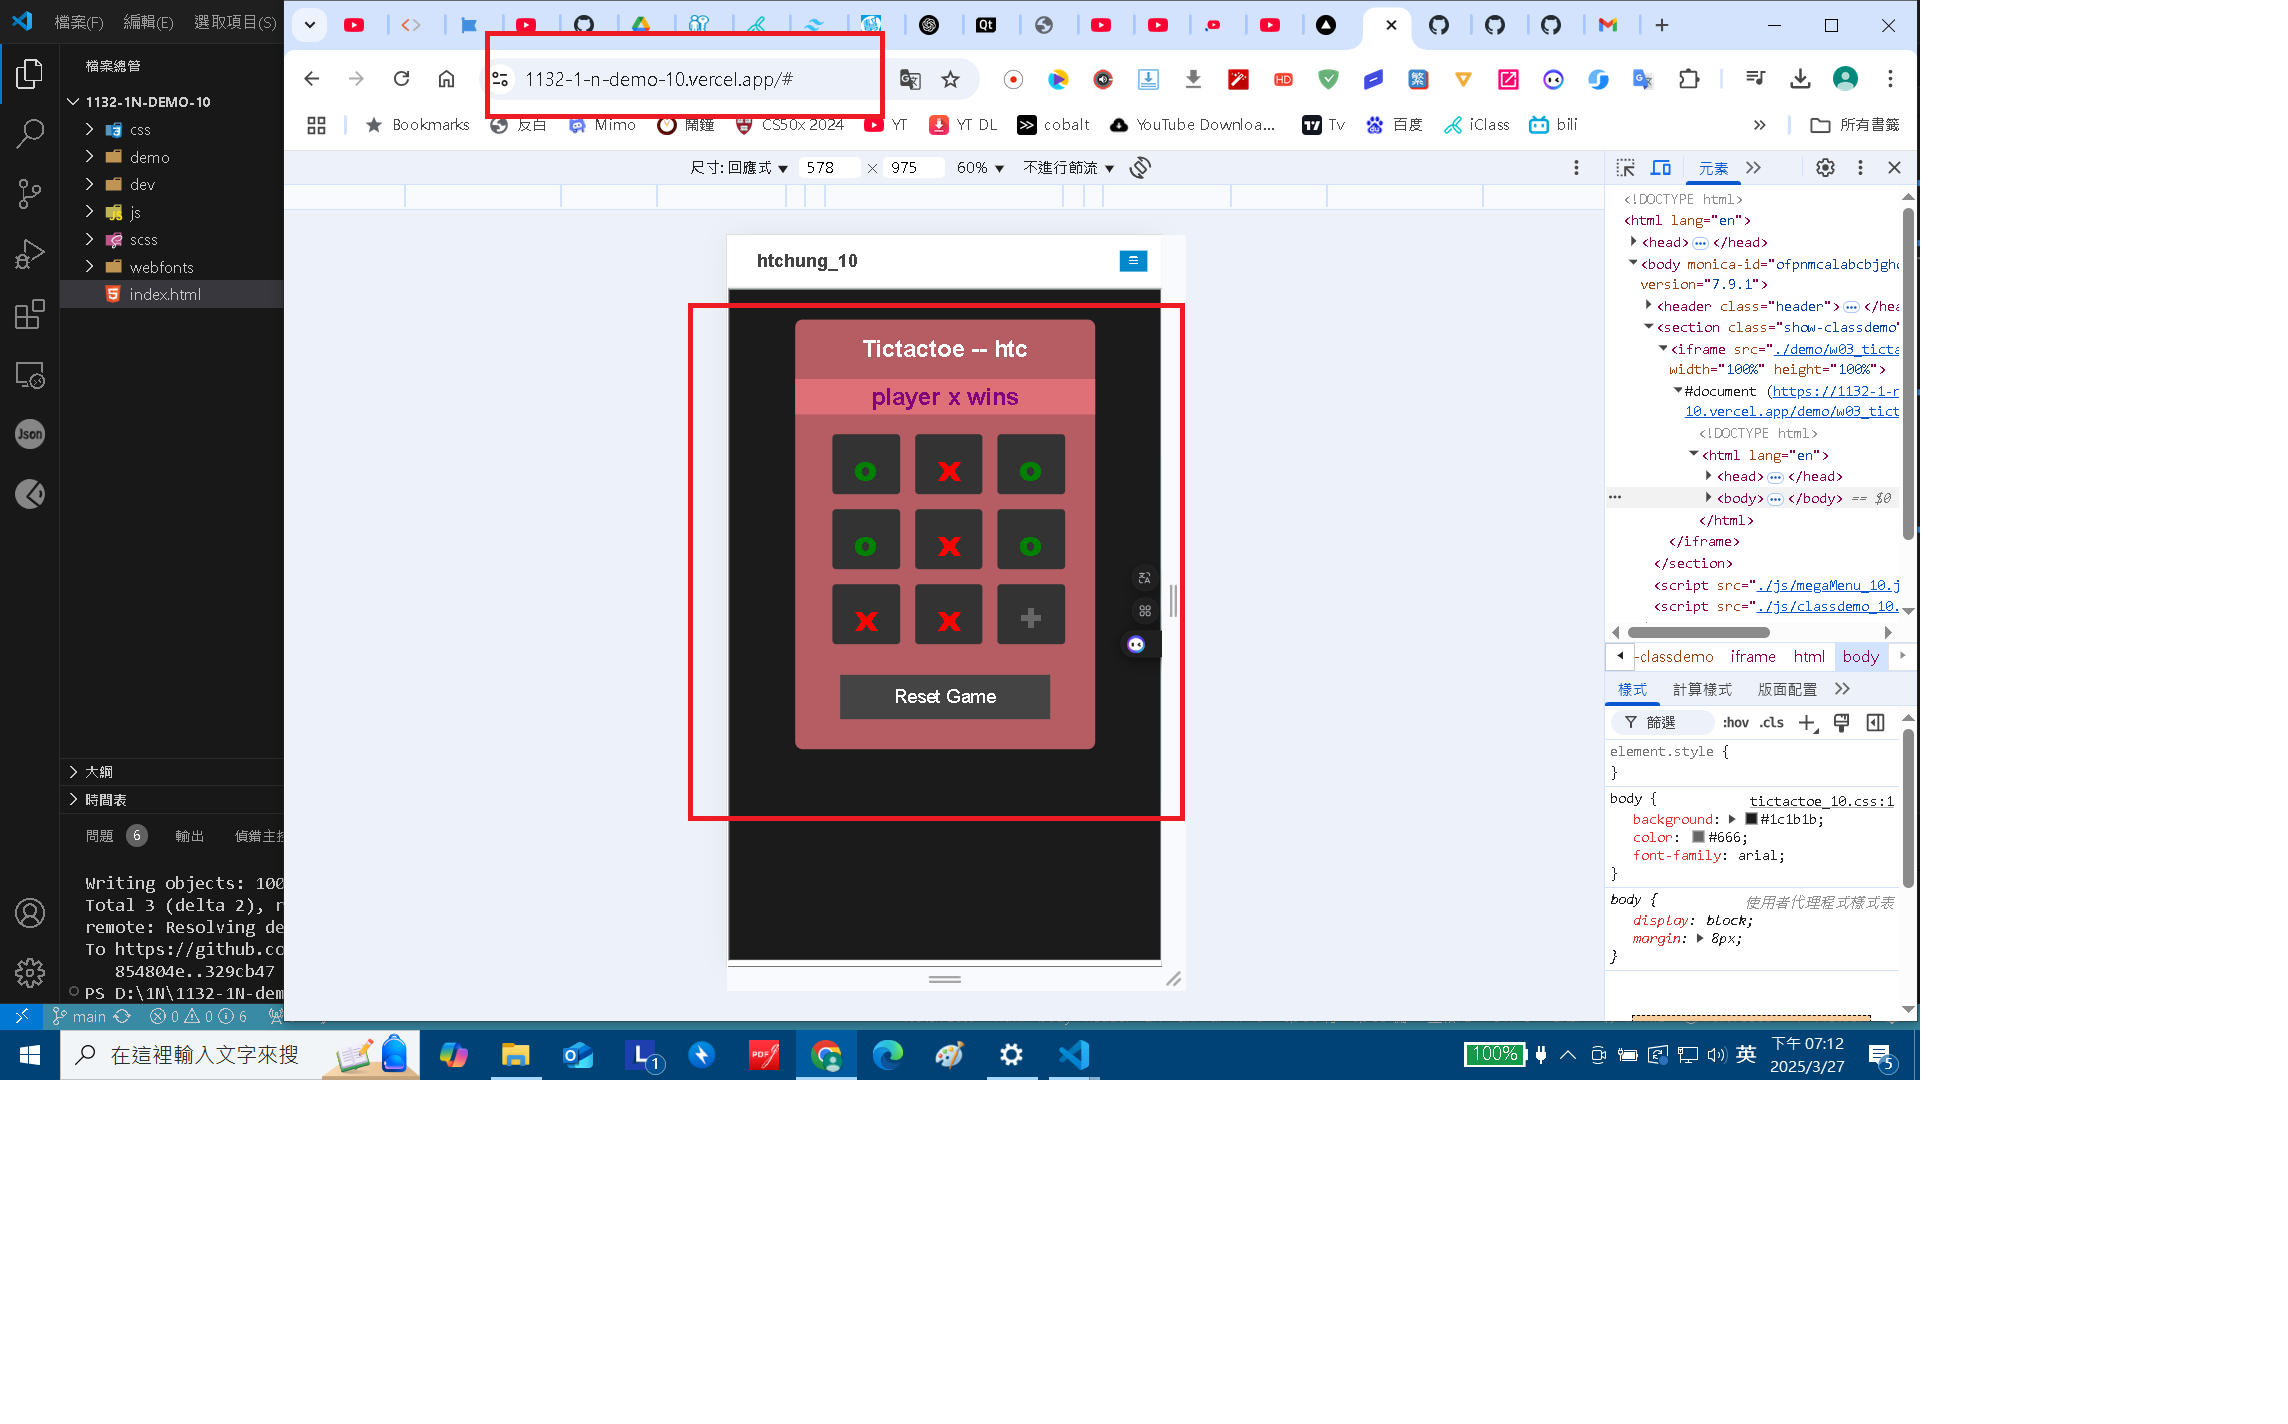 檔案(F) 編輯(E) 選取項目(S)
檔案總管
1132-1N-DEMO-10
css
demo
dev
js
scss
webfonts
index.html
大綱
時間表
問題 6 輸出
Writing objects: 100
Total 3 (delta 2), r
remote: Resolving de
To https://github.co
854804e..329cb47
PS D:\1N\1132-1N-dem
main 0 0 6
1132-1-n-demo-10.vercel.app/#
Bookmarks 反白 Mimo 鬧鐘 CS50x 2024 YT YT DL cobalt YouTube Downloa... Tv 百度 iClass bili 所有書籤
尺寸: 回應式 578 × 975 60% 不進行節流
htchung_10
Tictactoe -- htc
player x wins
o x o
o x o
x x +
Reset Game
元素
<!DOCTYPE html>
<html lang="en">
<head> </head>
<body monica-id="ofpnmcalabcbjgho
version="7.9.1">
<header class="header"> </hea
<section class="show-classdemo"
<iframe src="./demo/w03_ticta
width="100%" height="100%">
#document (https://1132-1-n
10.vercel.app/demo/w03_tict
<!DOCTYPE html>
<html lang="en">
<head> </head>
<body> </body> == $0
</html>
</iframe>
</section>
<script src="./js/megaMenu_10.j
<script src="./js/classdemo_10.
-classdemo iframe html body
樣式 計算樣式 版面配置
篩選 :hov .cls
element.style {
}
body { tictactoe_10.css:1
background: #1c1b1b;
color: #666;
font-family: arial;
}
body { 使用者代理程式樣式表
display: block;
margin: 8px;
}
在這裡輸入文字來搜
100% 英 下午 07:12
2025/3/27
5